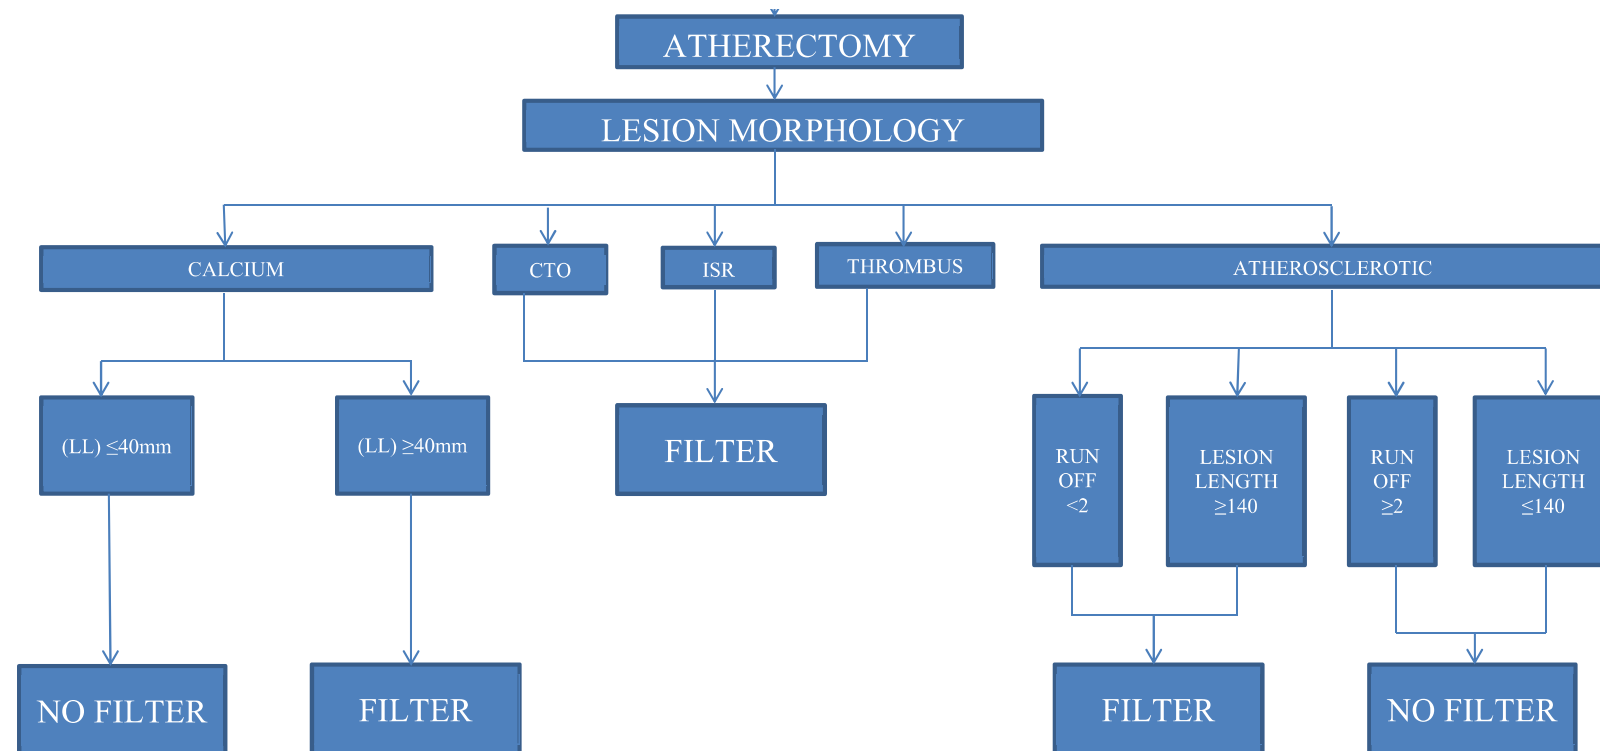 ATHERECTOMY
LESION MORPHOLOGY
CALCIUM
CTO
ISR
THROMBUS
ATHEROSCLEROTIC
(LL) ≤40mm
(LL) ≥40mm
FILTER
RUN
OFF
<2
LESION
LENGTH
≥140
RUN
OFF
≥2
LESION
LENGTH
≤140
NO FILTER
FILTER
FILTER
NO FILTER